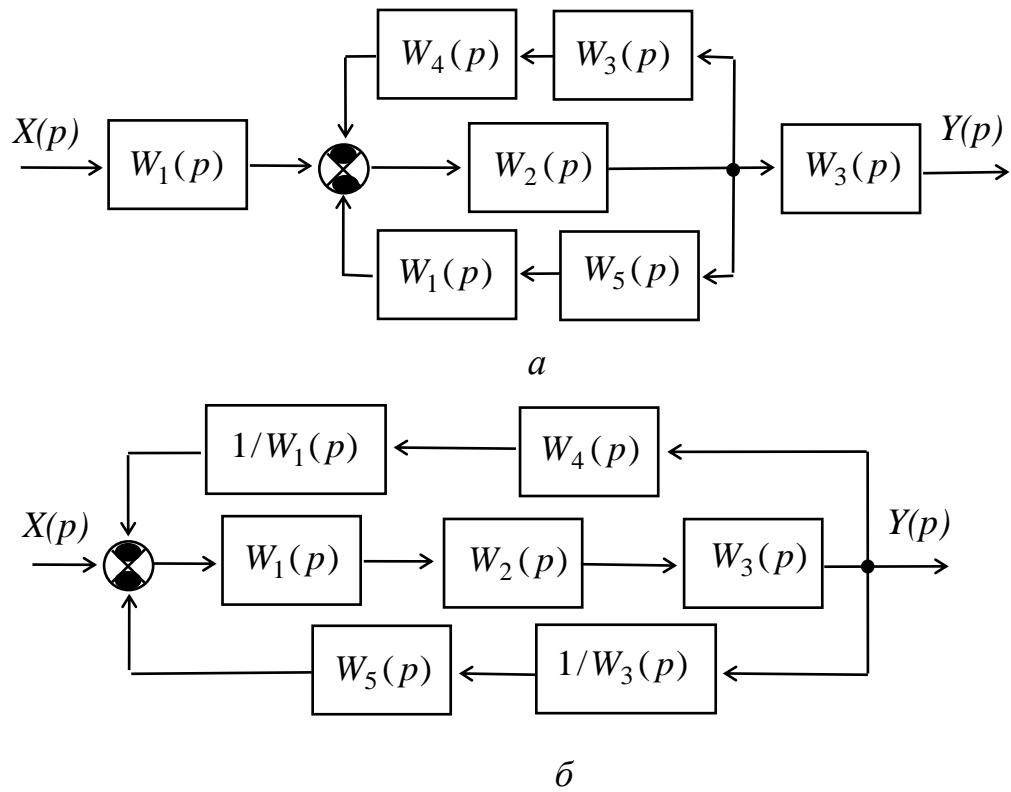 W₄(p) W₃(p)
X(p) W₁(p) W₂(p) W₃(p) Y(p)
W₁(p) W₅(p)
а
1/W₁(p) W₄(p)
X(p) W₁(p) W₂(p) W₃(p) Y(p)
W₅(p) 1/W₃(p)
б